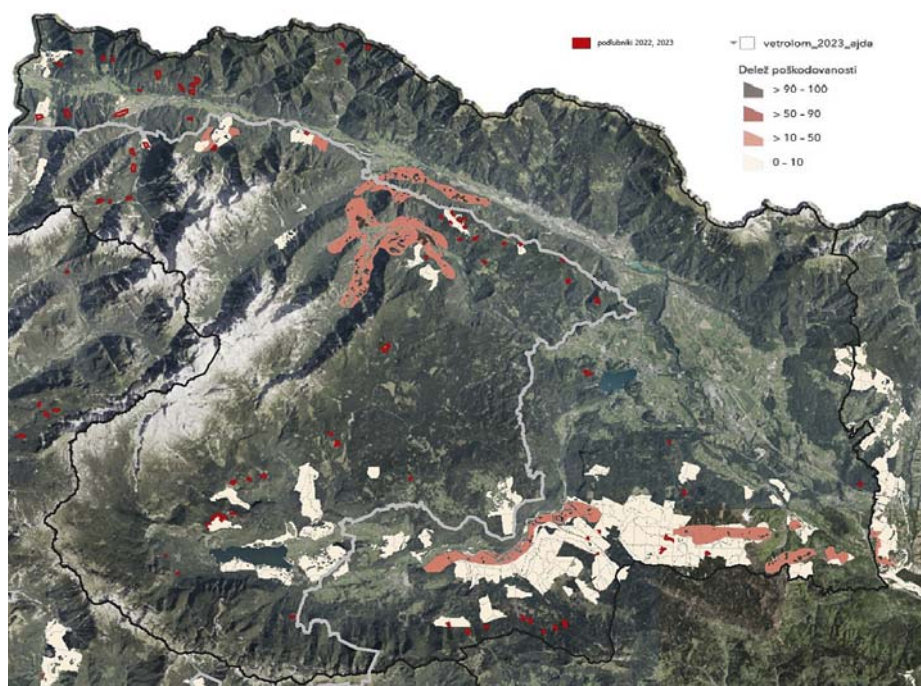 podlubniki 2022, 2023
vetrolom_2023_ajda
Delež poškodovanosti
> 90 - 100
> 50 - 90
> 10 - 50
0 - 10